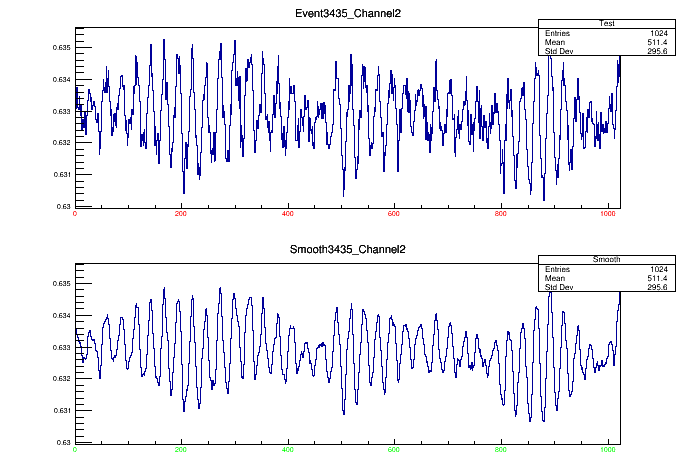 Event3435_Channel2
Test
Entries 1024
Mean 511.4
Std Dev 295.6
0.635
0.634
0.633
0.632
0.631
0.63
0 200 400 600 800 1000
Smooth3435_Channel2
Smooth
Entries 1024
Mean 511.4
Std Dev 295.6
0.635
0.634
0.633
0.632
0.631
0.63
0 200 400 600 800 1000